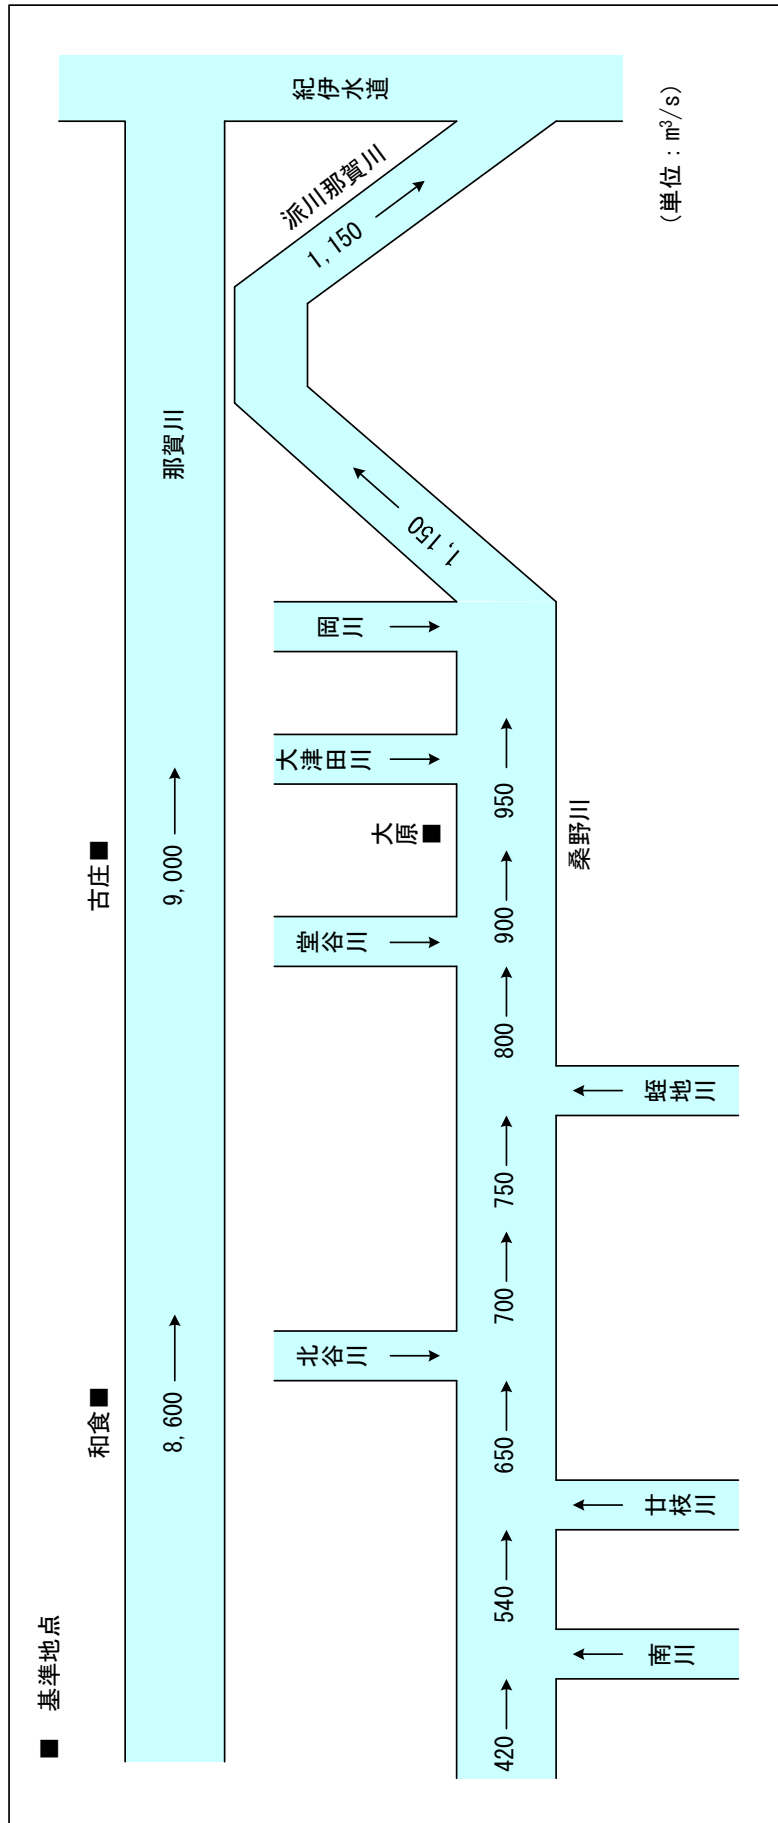 ■ 基準地点
和食■
古庄■
8,600
9,000
那賀川
紀伊水道
派川那賀川
1,150
1,150
北谷川
堂谷川
大津田川
岡川
大原■
420
540
650
700
750
800
900
950
桑野川
南川
廿枝川
蛭地川
(単位：m³/s)